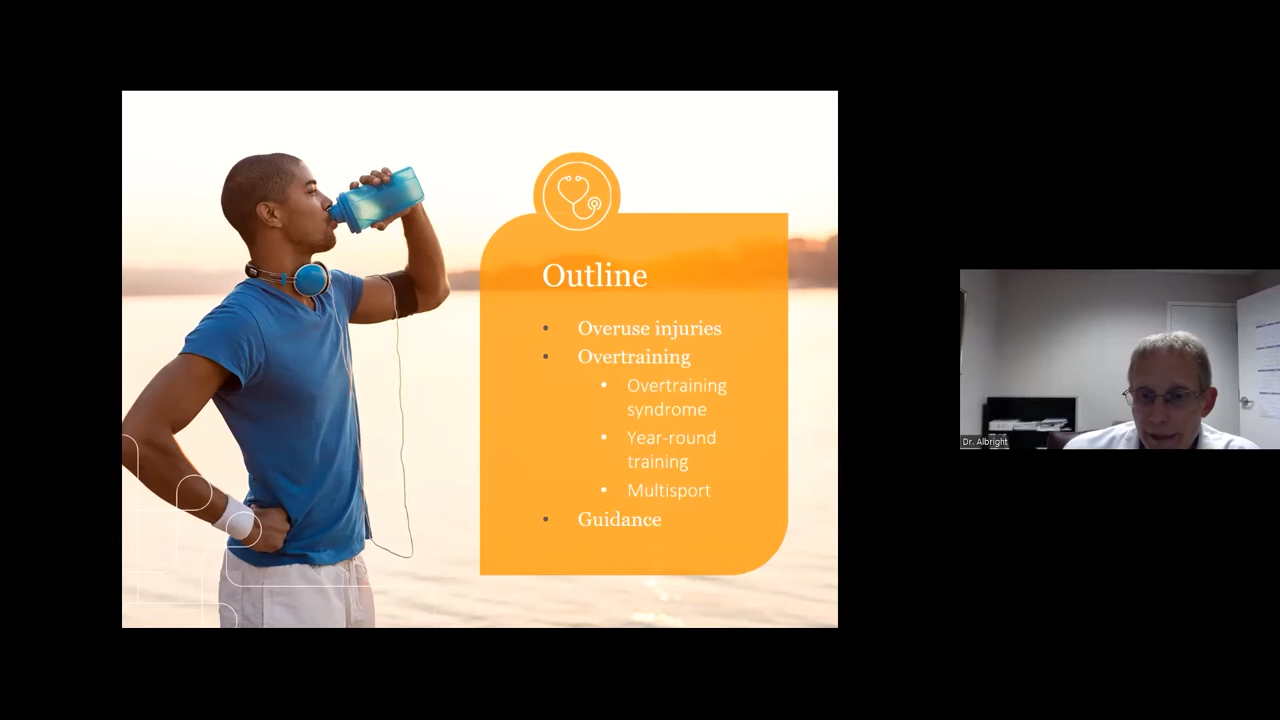 Outline
• Overuse injuries
• Overtraining
• Overtraining
syndrome
• Year-round
training
• Multisport
• Guidance
Dr. Albright